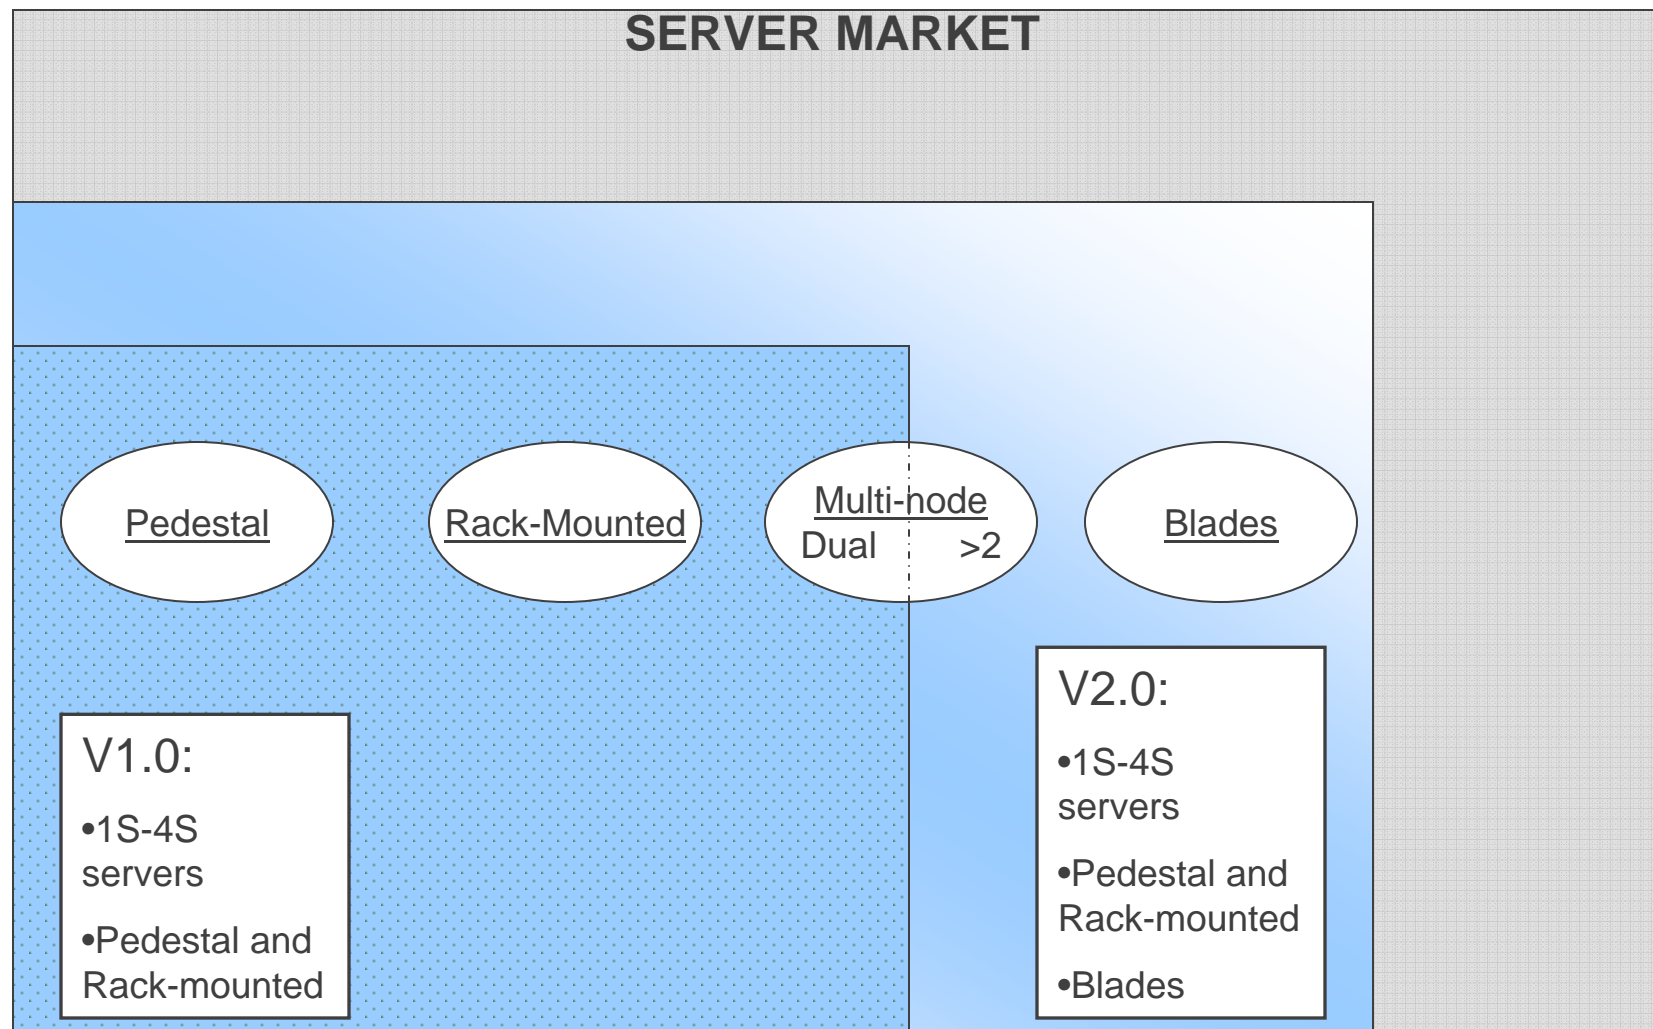 SERVER MARKET
Pedestal
Rack-Mounted
Multi-node
Dual >2
Blades
V1.0:
•1S-4S
servers
•Pedestal and
Rack-mounted
V2.0:
•1S-4S
servers
•Pedestal and
Rack-mounted
•Blades